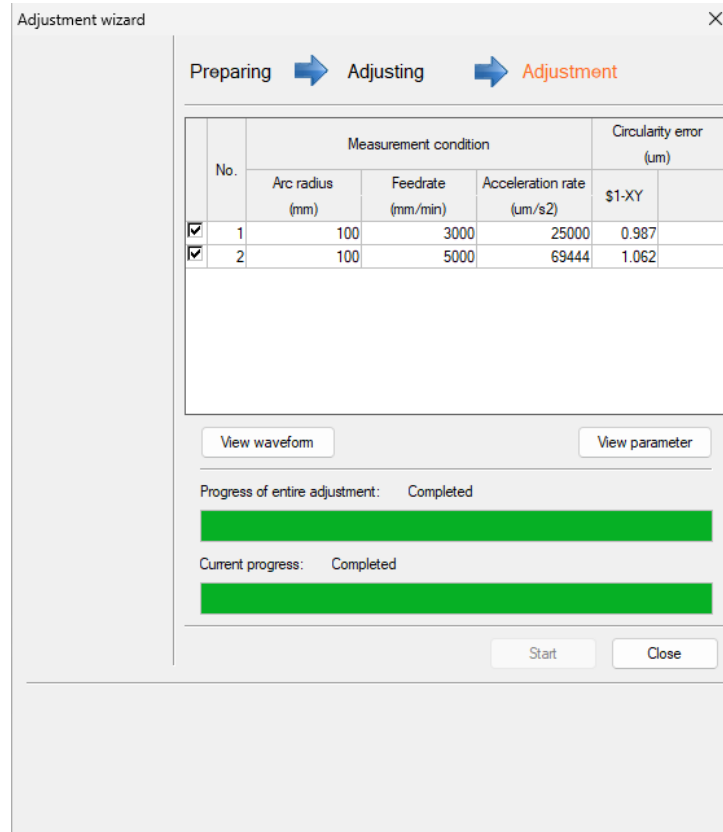 Adjustment wizard
Preparing Adjusting Adjustment
No. Measurement condition Circularity error (um)
Arc radius (mm) Feedrate (mm/min) Acceleration rate (um/s2) $1-XY
1 100 3000 25000 0.987
2 100 5000 69444 1.062
View waveform View parameter
Progress of entire adjustment: Completed
Current progress: Completed
Start Close